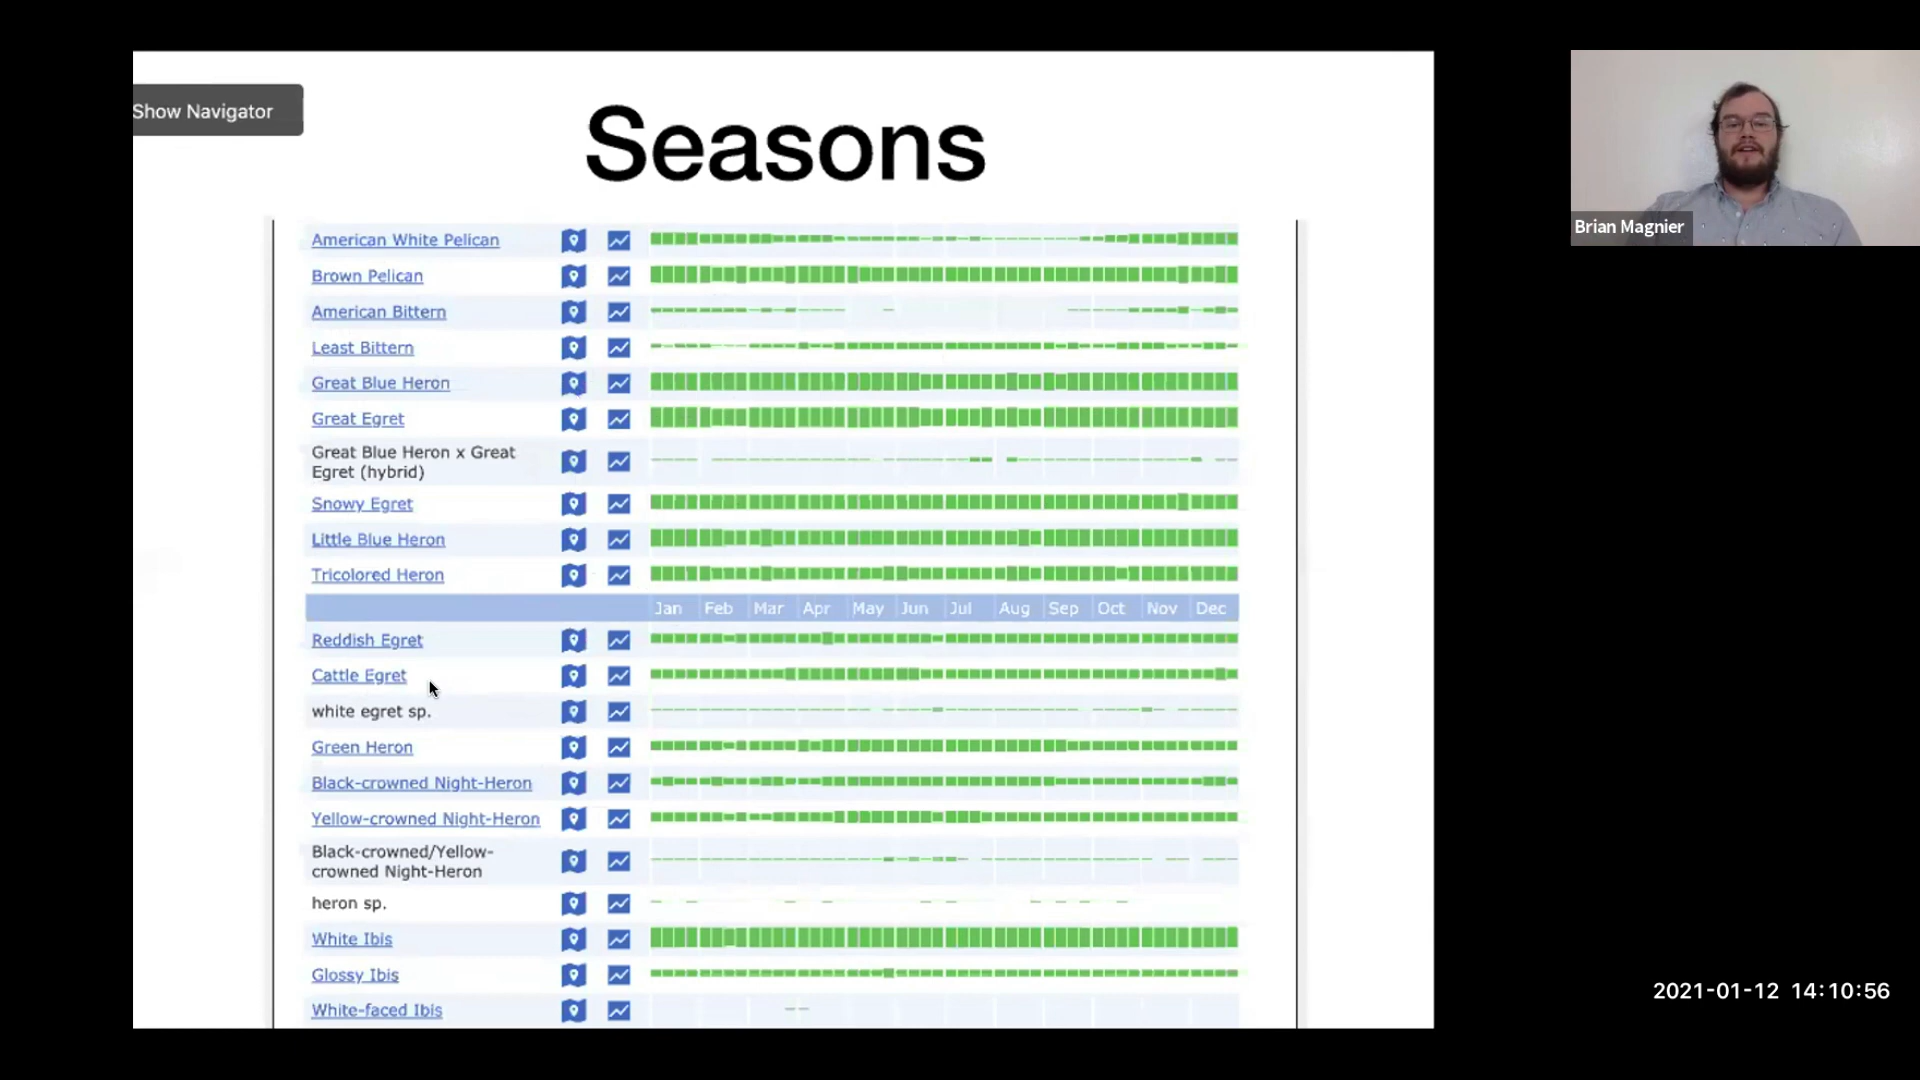 Show Navigator
Seasons
American White Pelican
Brown Pelican
American Bittern
Least Bittern
Great Blue Heron
Great Egret
Great Blue Heron x Great
Egret (hybrid)
Snowy Egret
Little Blue Heron
Tricolored Heron
Jan Feb Mar Apr May Jun Jul Aug Sep Oct Nov Dec
Reddish Egret
Cattle Egret
white egret sp.
Green Heron
Black-crowned Night-Heron
Yellow-crowned Night-Heron
Black-crowned/Yellow-
crowned Night-Heron
heron sp.
White Ibis
Glossy Ibis
White-faced Ibis
Brian Magnier
2021-01-12 14:10:56